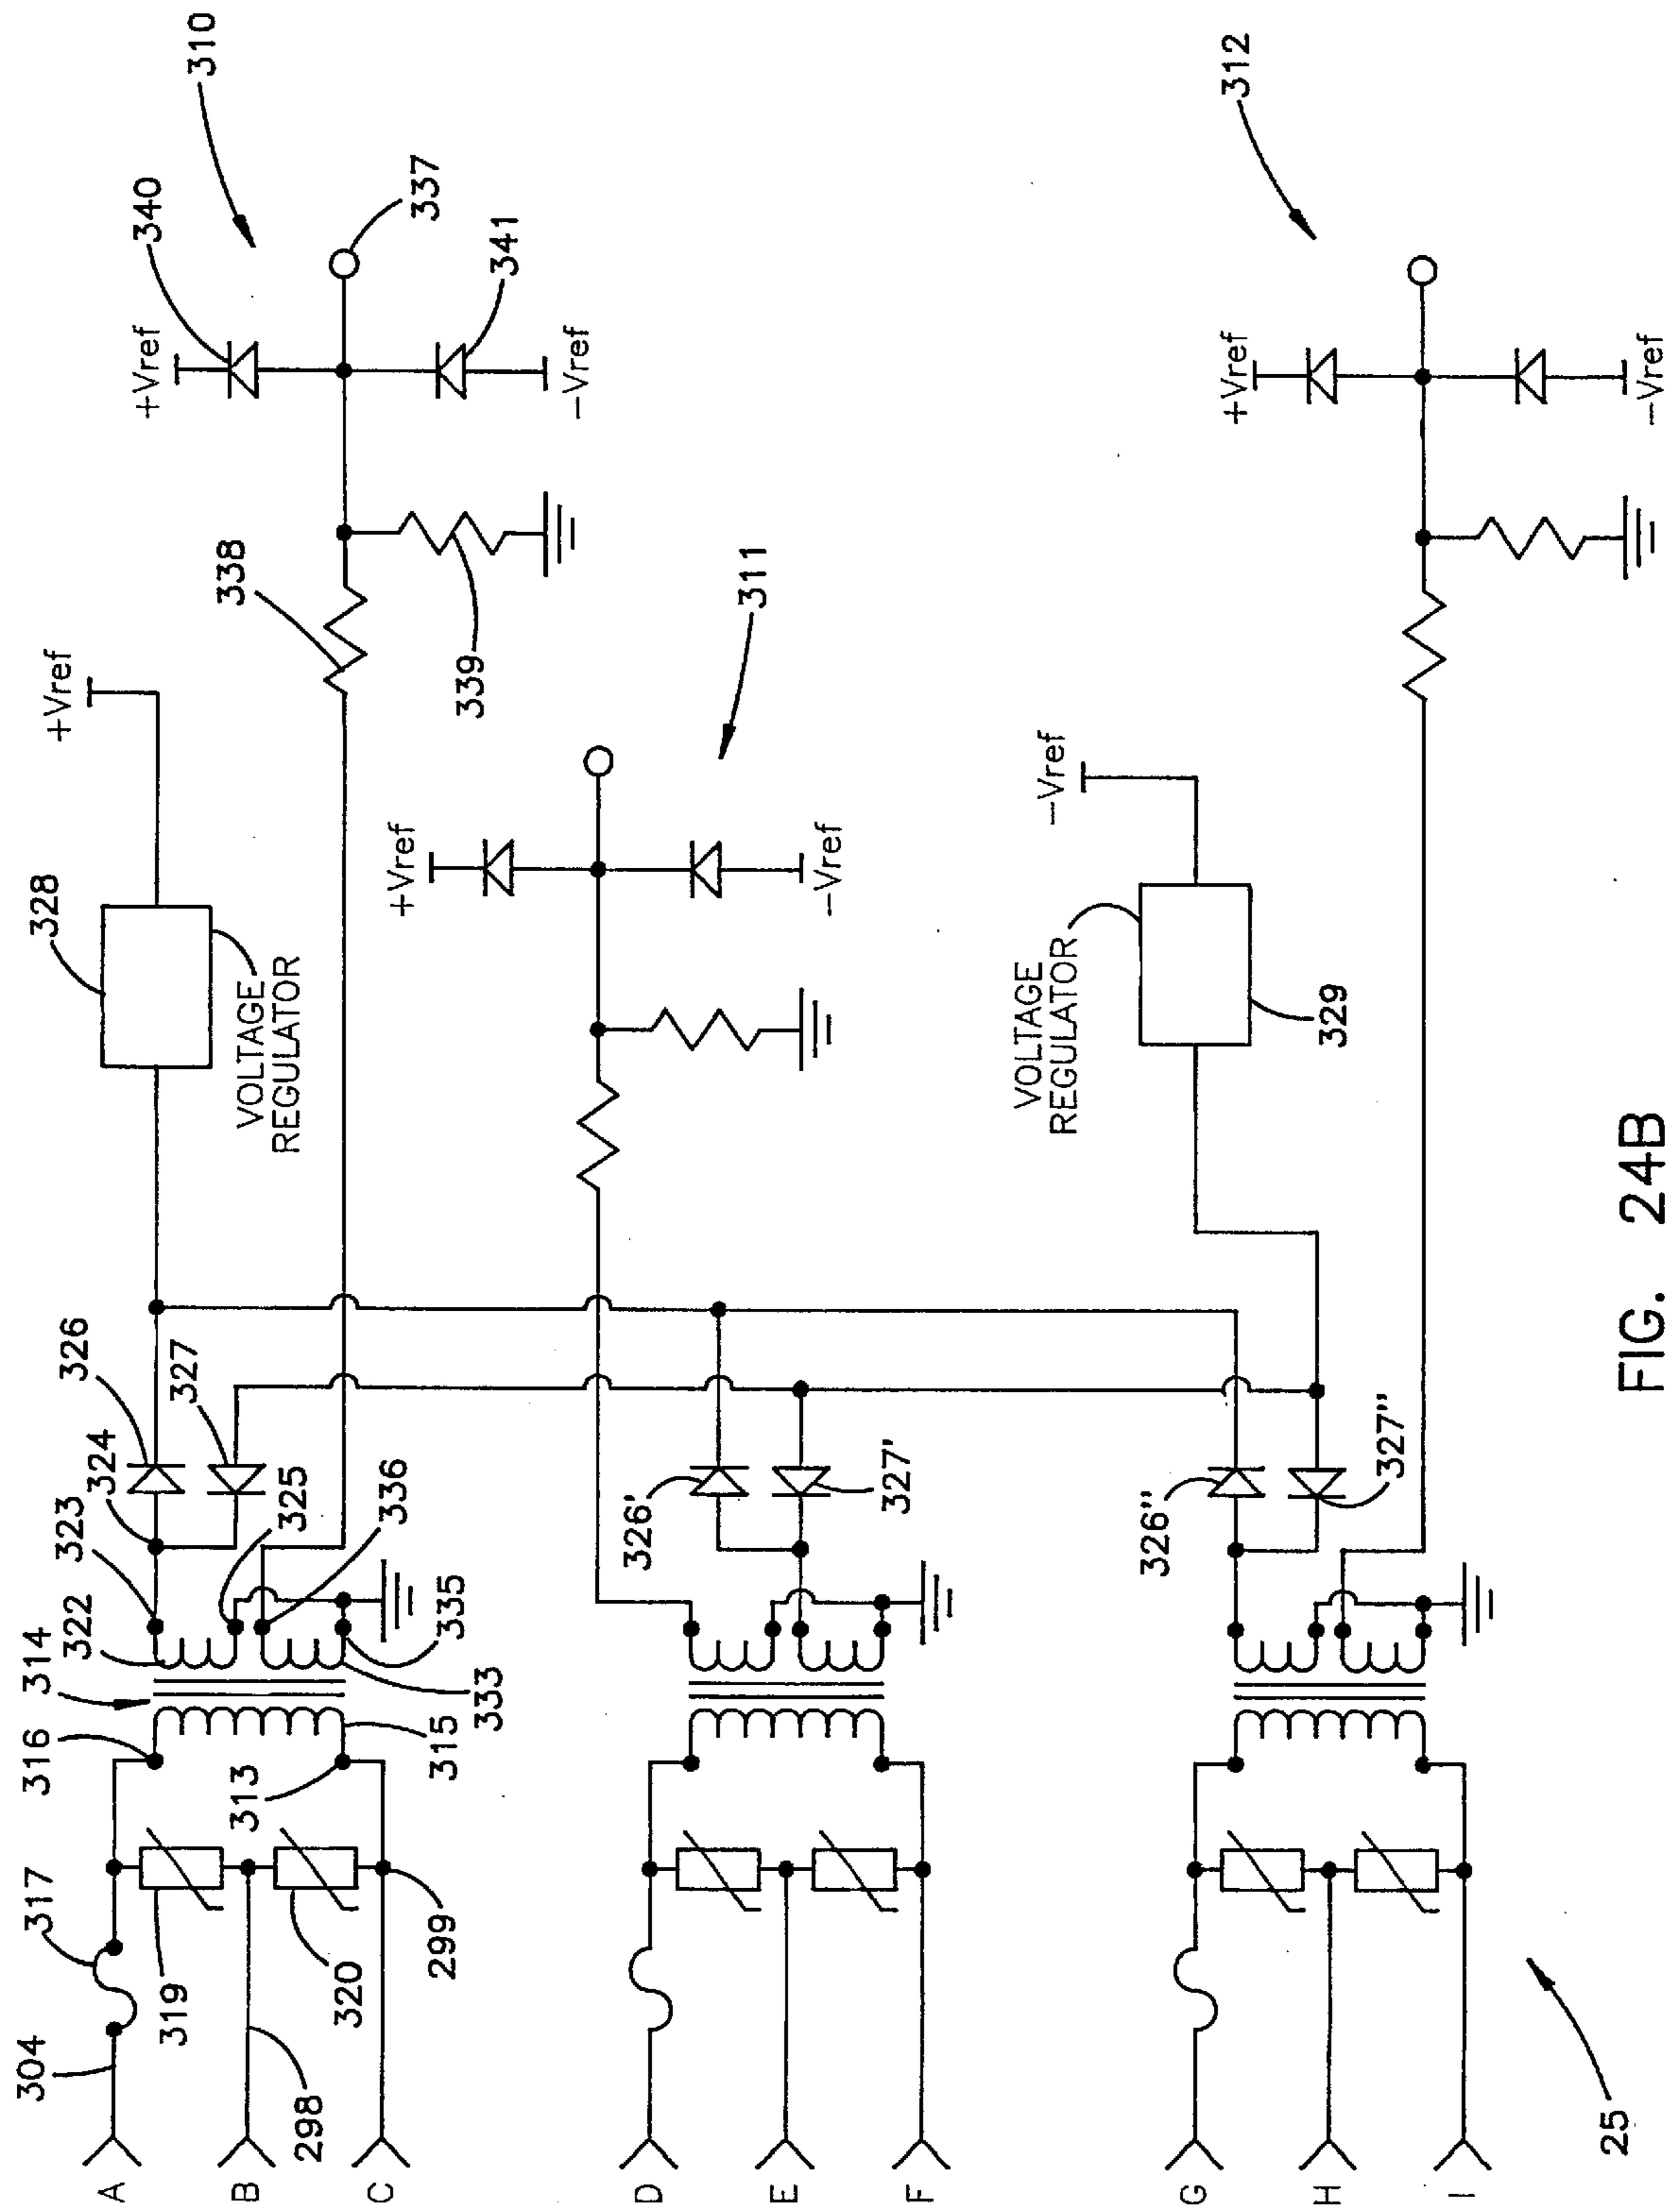 310
312
340
337
341
+Vref
-Vref
+Vref
-Vref
338
339
311
+Vref
-Vref
328
VOLTAGE
REGULATOR
+Vref
-Vref
VOLTAGE
REGULATOR
329
326
327
324
323
325
336
322
314
335
333
316
315
313
317
319
320
299
304
298
326'
327'
326''
327''
A
B
C
D
E
F
G
H
I
25
FIG. 24B